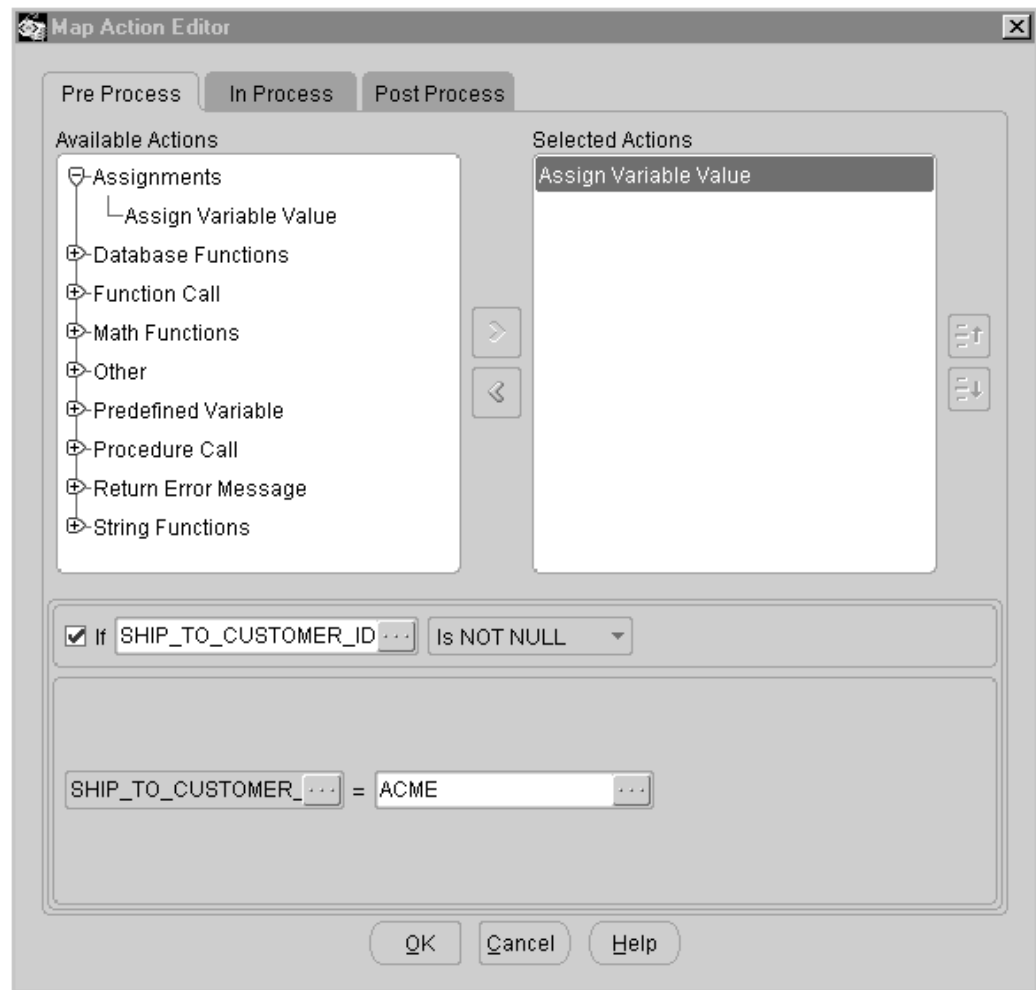 Map Action Editor
Pre Process In Process Post Process
Available Actions
Selected Actions
Assignments
Assign Variable Value
Database Functions
Function Call
Math Functions
Other
Predefined Variable
Procedure Call
Return Error Message
String Functions
Assign Variable Value
If SHIP_TO_CUSTOMER_ID ... Is NOT NULL
SHIP_TO_CUSTOMER_ ... = ACME ...
OK Cancel Help